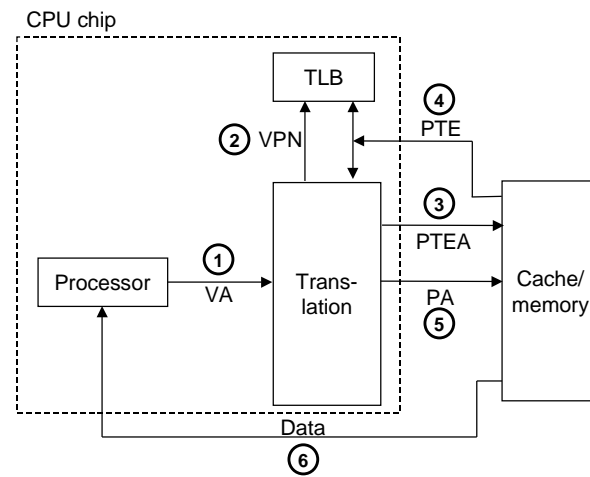 CPU chip
TLB
4
PTE
2
VPN
3
PTEA
1
VA
Processor
Trans-
lation
PA
5
Cache/
memory
Data
6